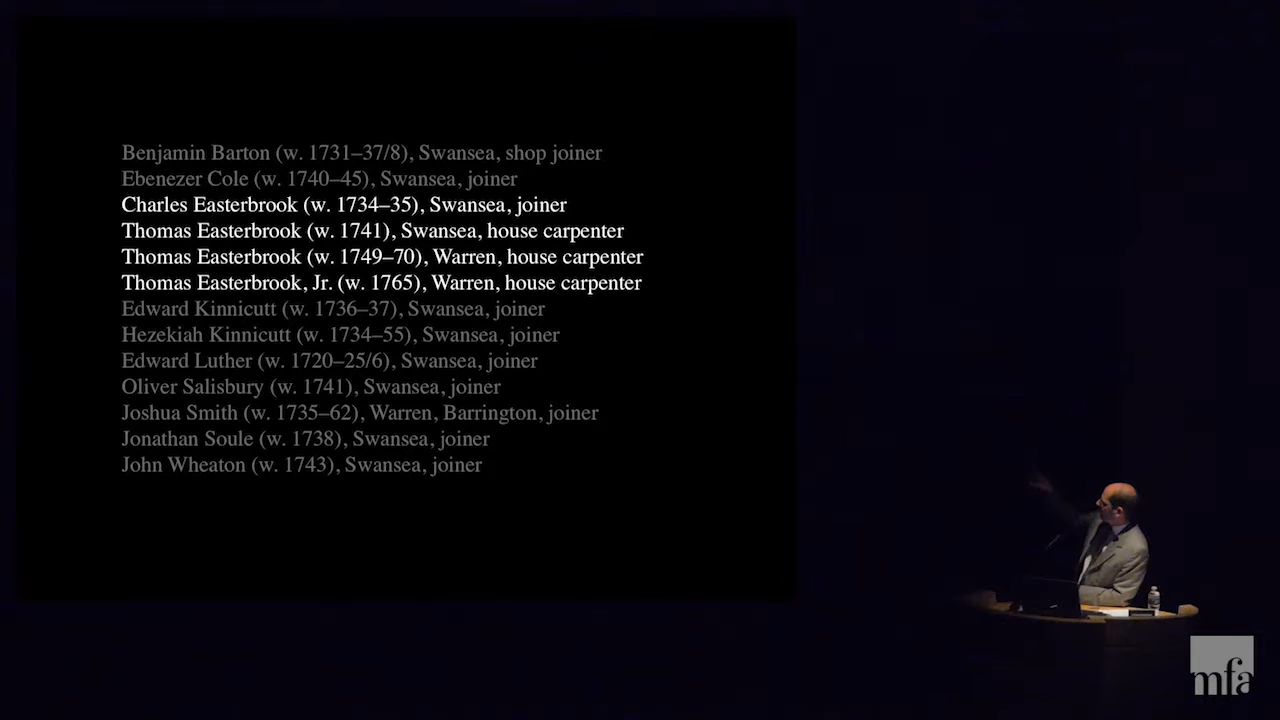 Benjamin Barton (w. 1731–37/8), Swansea, shop joiner
Ebenezer Cole (w. 1740–45), Swansea, joiner
Charles Easterbrook (w. 1734–35), Swansea, joiner
Thomas Easterbrook (w. 1741), Swansea, house carpenter
Thomas Easterbrook (w. 1749–70), Warren, house carpenter
Thomas Easterbrook, Jr. (w. 1765), Warren, house carpenter
Edward Kinnicutt (w. 1736–37), Swansea, joiner
Hezekiah Kinnicutt (w. 1734–55), Swansea, joiner
Edward Luther (w. 1720–25/6), Swansea, joiner
Oliver Salisbury (w. 1741), Swansea, joiner
Joshua Smith (w. 1735–62), Warren, Barrington, joiner
Jonathan Soule (w. 1738), Swansea, joiner
John Wheaton (w. 1743), Swansea, joiner
mfa